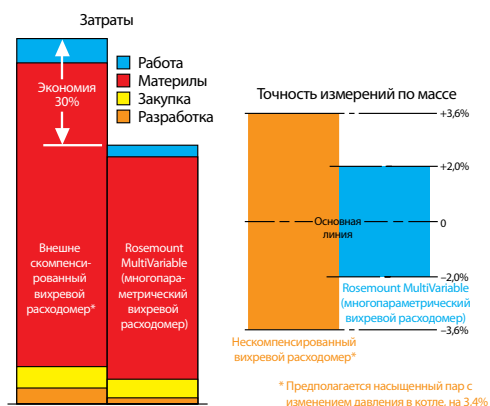 Затраты
Работа
Материлы
Закупка
Разработка
Экономия
30%
Внешне
скомпенси-
рованный
вихревой
расходомер*
Rosemount
MultiVariable
(многопара-
метрический
вихревой
расходомер)
Точность измерений по массе
+3,6%
+2,0%
Основная
линия
0
–2,0%
Rosemount MultiVariable
(многопараметрический
вихревой расходомер)
–3,6%
Нескомпенсированный
вихревой расходомер*
* Предполагается насыщенный пар с
изменением давления в котле, на 3.4%